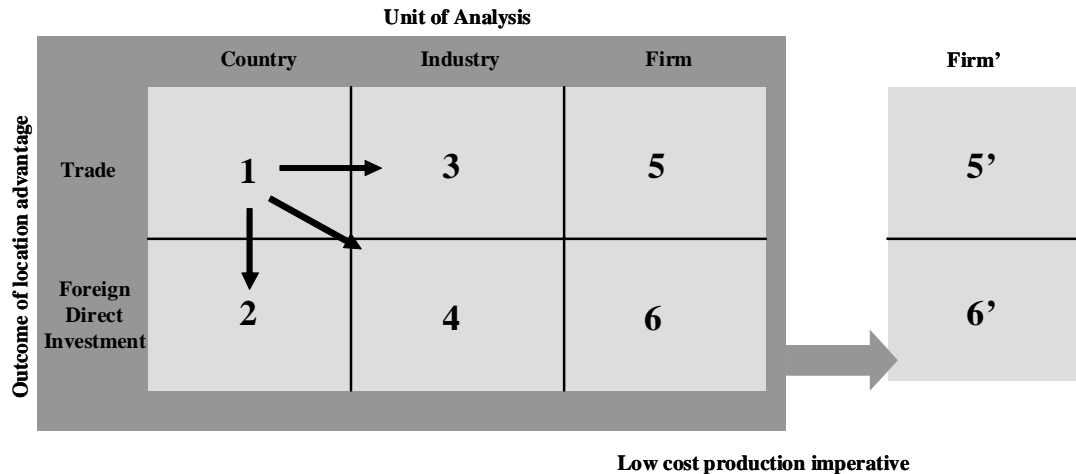 Unit of Analysis
Country Industry Firm Firm’
Outcome of location advantage
Trade 1 3 5 5’
Foreign
Direct
Investment
2 4 6 6’
Low cost production imperative